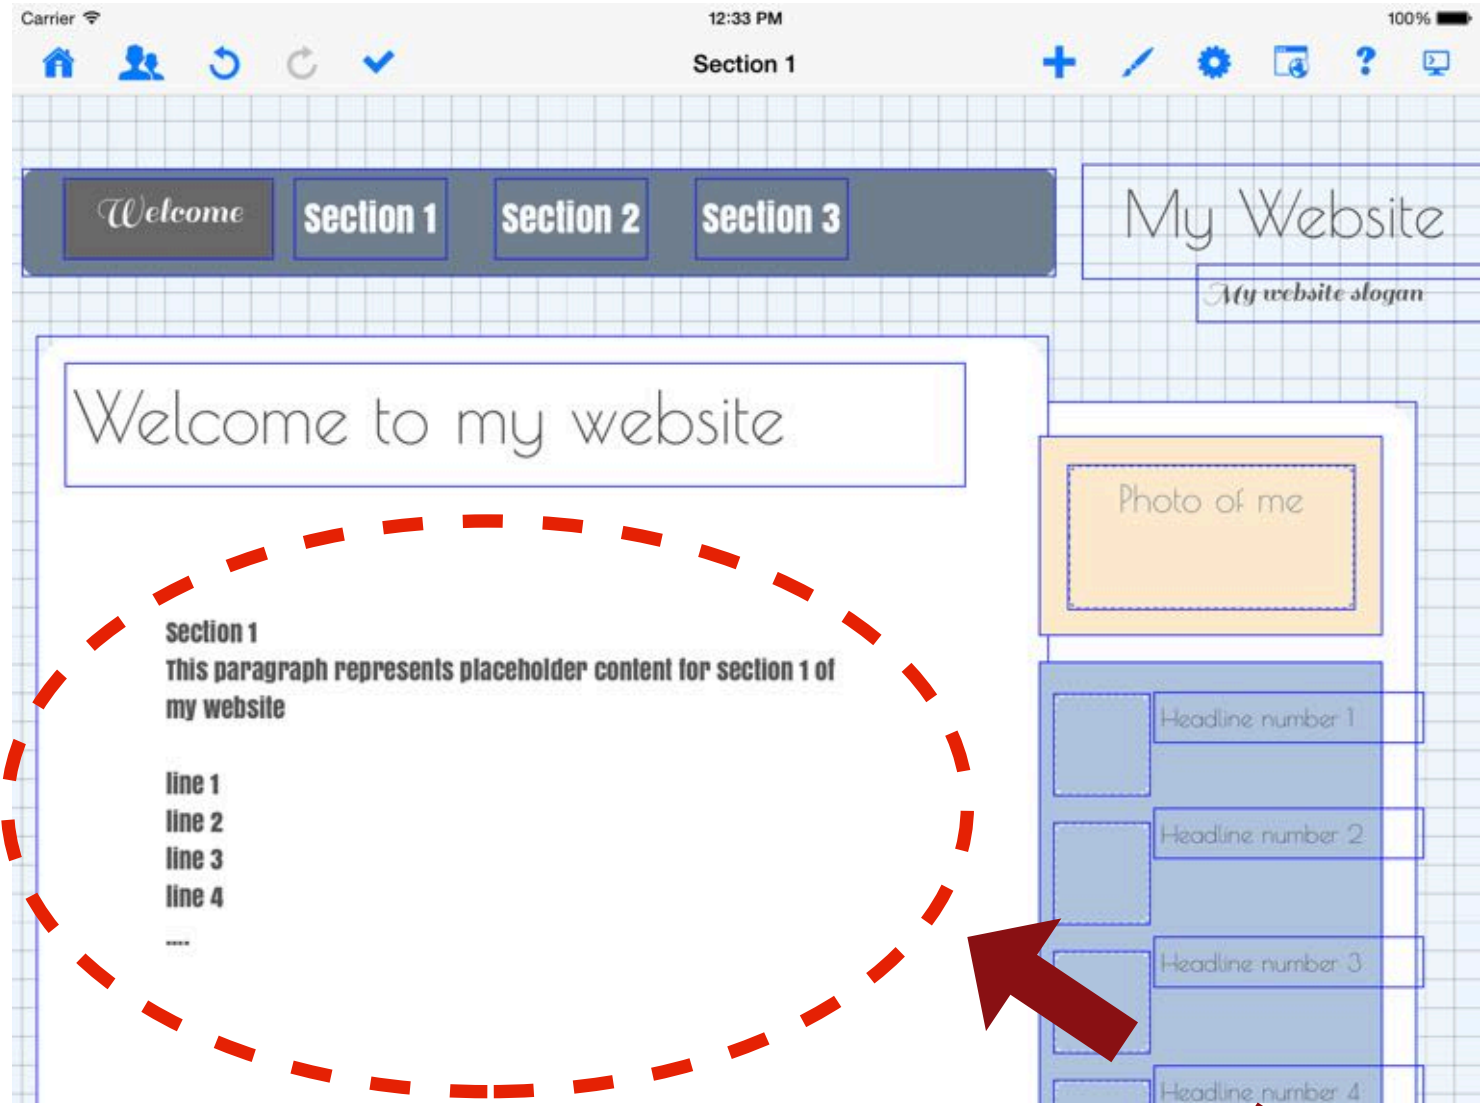 Carrier
12:33 PM
100%
Section 1
Welcome
Section 1
Section 2
Section 3
My Website
My website slogan
Welcome to my website
Section 1
This paragraph represents placeholder content for section 1 of
my website
line 1
line 2
line 3
line 4
....
Photo of me
Headline number 1
Headline number 2
Headline number 3
Headline number 4